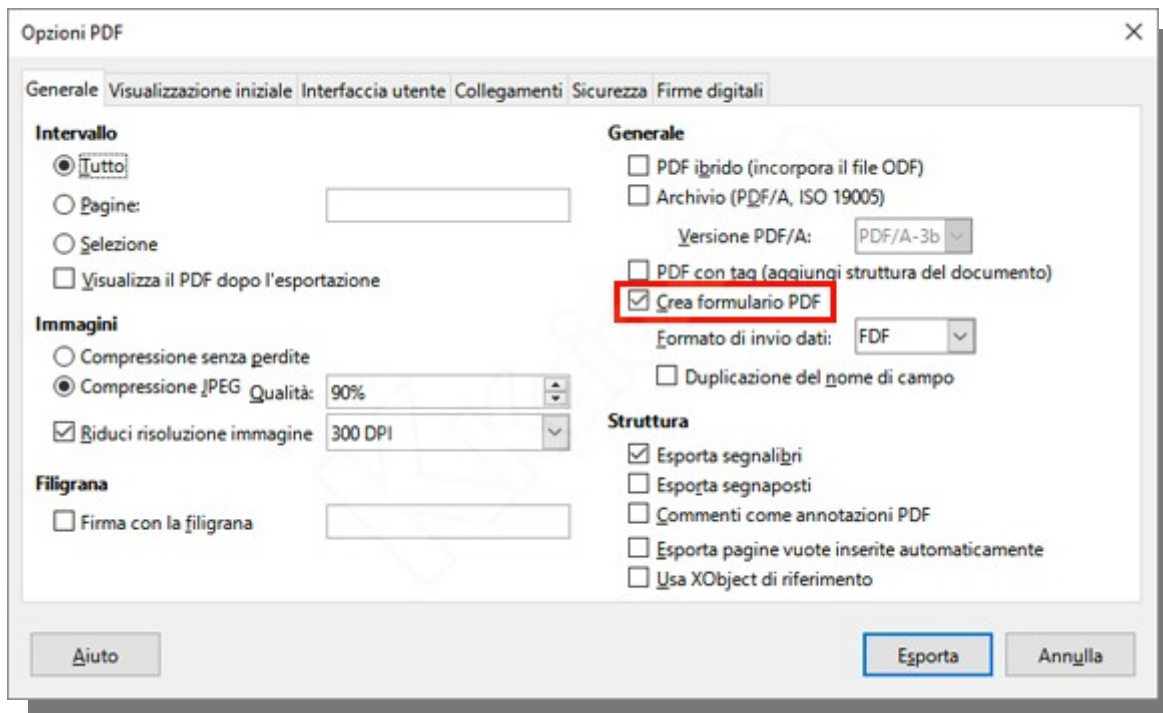 Opzioni PDF
Generale Visualizzazione iniziale Interfaccia utente Collegamenti Sicurezza Firme digitali
Intervallo
Tutto
Pagine:
Selezione
Visualizza il PDF dopo l'esportazione
Immagini
Compressione senza perdite
Compressione JPEG Qualità: 90%
Riduci risoluzione immagine 300 DPI
Filigrana
Firma con la filigrana
Generale
PDF ibrido (incorpora il file ODF)
Archivio (PDF/A, ISO 19005)
Versione PDF/A: PDF/A-3b
PDF con tag (aggiungi struttura del documento)
Crea formulario PDF
Formato di invio dati: FDF
Duplicazione del nome di campo
Struttura
Esporta segnalibri
Esporta segnaposti
Commenti come annotazioni PDF
Esporta pagine vuote inserite automaticamente
Usa XObject di riferimento
Aiuto Esporta Annulla